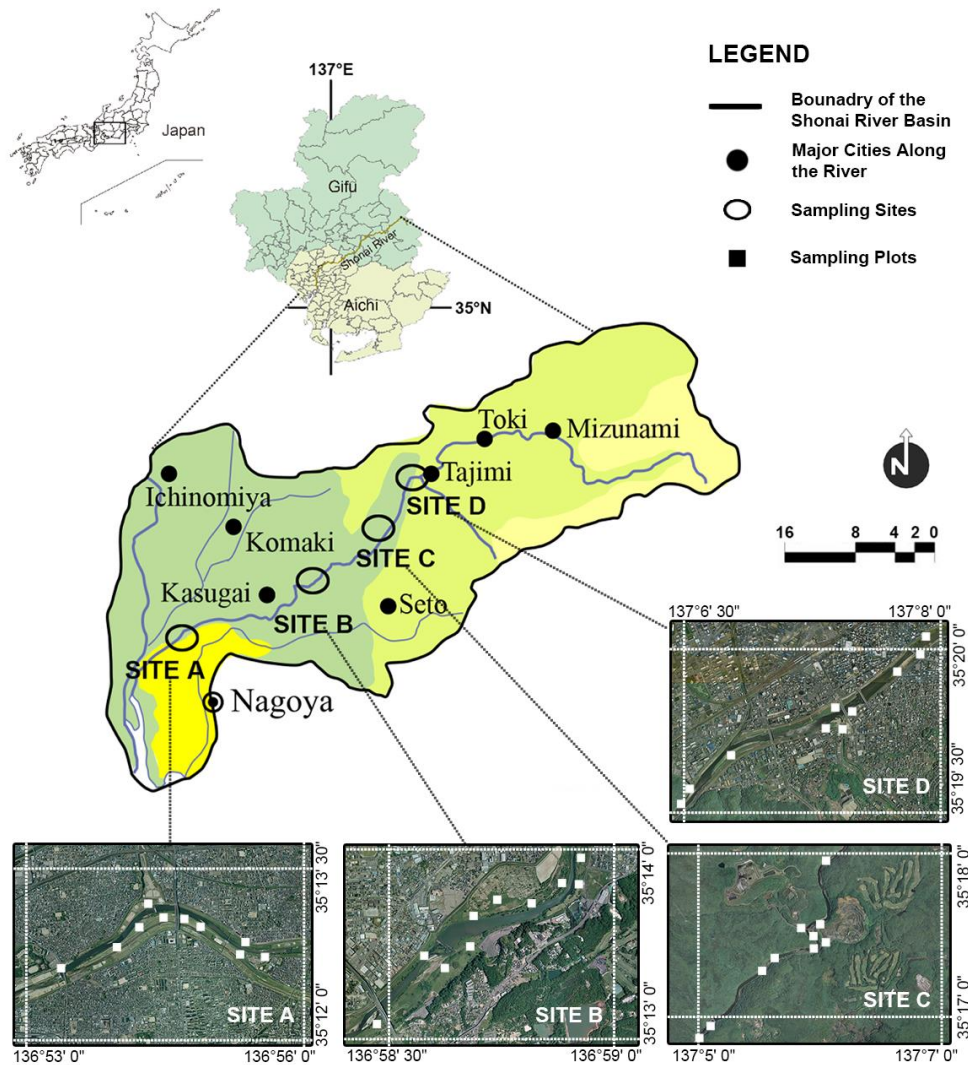 137°E
Japan
Gifu
Shonai River
Aichi
35°N
LEGEND
Bounadry of the
Shonai River Basin
Major Cities Along
the River
Sampling Sites
Sampling Plots
N
16 8 4 2 0
Toki
Mizunami
Tajimi
Ichinomiya
SITE D
Komaki
SITE C
Kasugai
SITE B
Seto
SITE A
Nagoya
137°6' 30"
137°8' 0"
35°20' 0"
35°19' 30"
SITE D
35°13' 30"
35°12' 0"
SITE A
136°53' 0"
136°56' 0"
35°14' 0"
35°13' 0"
SITE B
136°58' 30"
136°59' 0"
35°18' 0"
35°17' 0"
SITE C
137°5' 0"
137°7' 0"